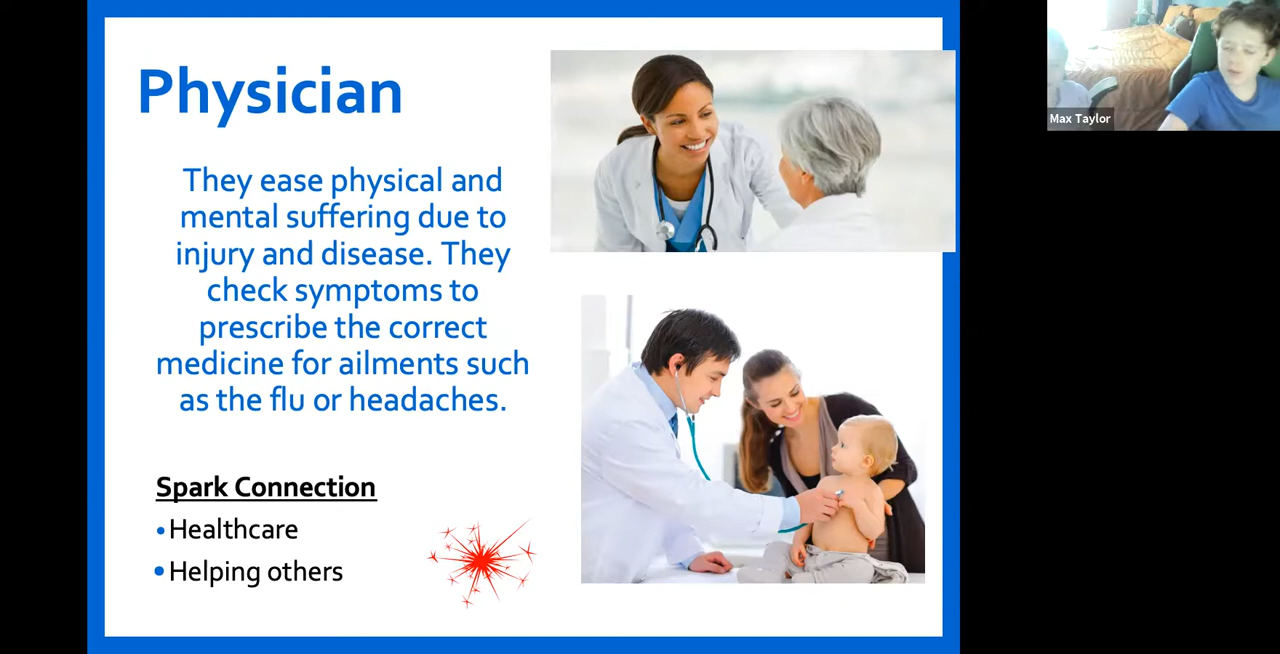 Physician
They ease physical and
mental suffering due to
injury and disease. They
check symptoms to
prescribe the correct
medicine for ailments such
as the flu or headaches.
Spark Connection
• Healthcare
• Helping others
Max Taylor